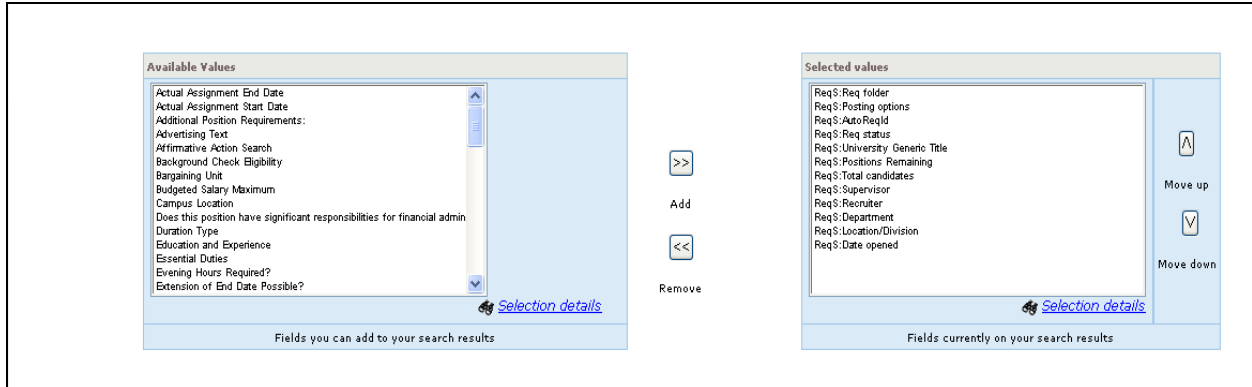 Available Values
Actual Assignment End Date
Actual Assignment Start Date
Additional Position Requirements:
Advertising Text
Affirmative Action Search
Background Check Eligibility
Bargaining Unit
Budgeted Salary Maximum
Campus Location
Does this position have significant responsibilities for financial admin
Duration Type
Education and Experience
Essential Duties
Evening Hours Required?
Extension of End Date Possible?
Selection details
Fields you can add to your search results
>>
Add
<<
Remove
Selected values
ReqS:Req folder
ReqS:Posting options
ReqS:AutoReqId
ReqS:Req status
ReqS:University Generic Title
ReqS:Positions Remaining
ReqS:Total candidates
ReqS:Supervisor
ReqS:Recruiter
ReqS:Department
ReqS:Location/Division
ReqS:Date opened
Selection details
Fields currently on your search results
Λ
Move up
V
Move down